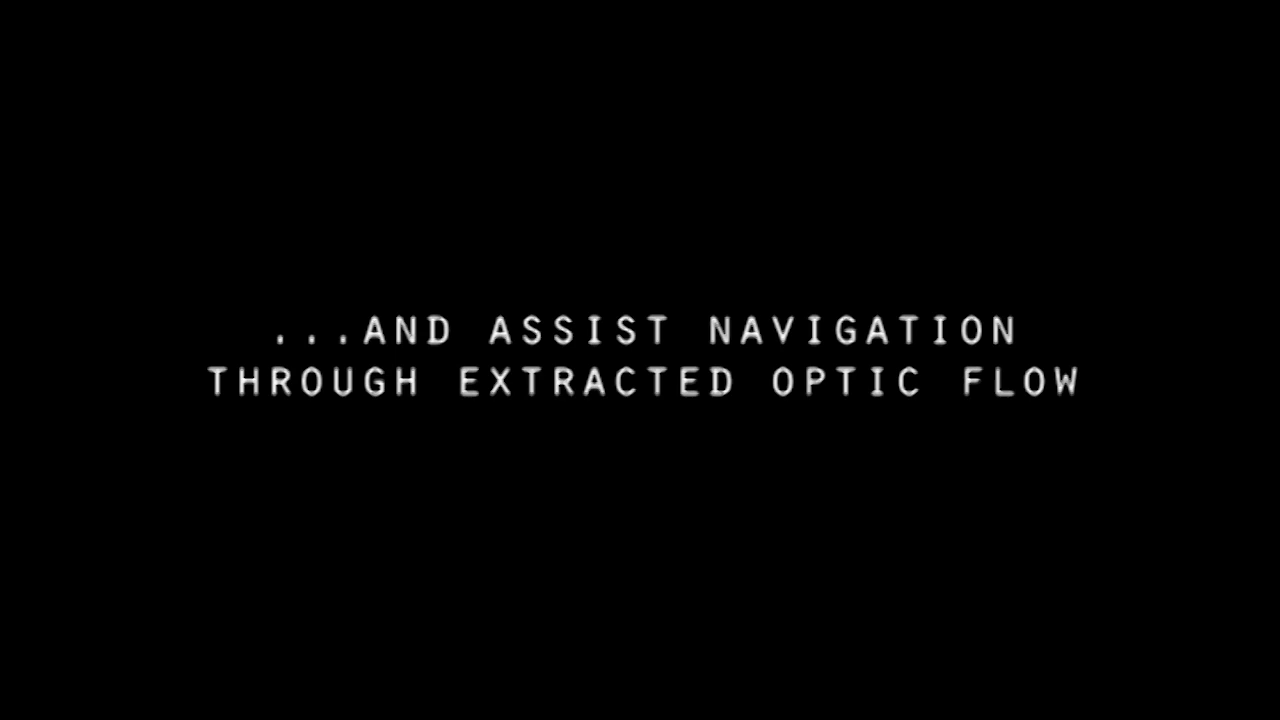 ...AND ASSIST NAVIGATION
THROUGH EXTRACTED OPTIC FLOW